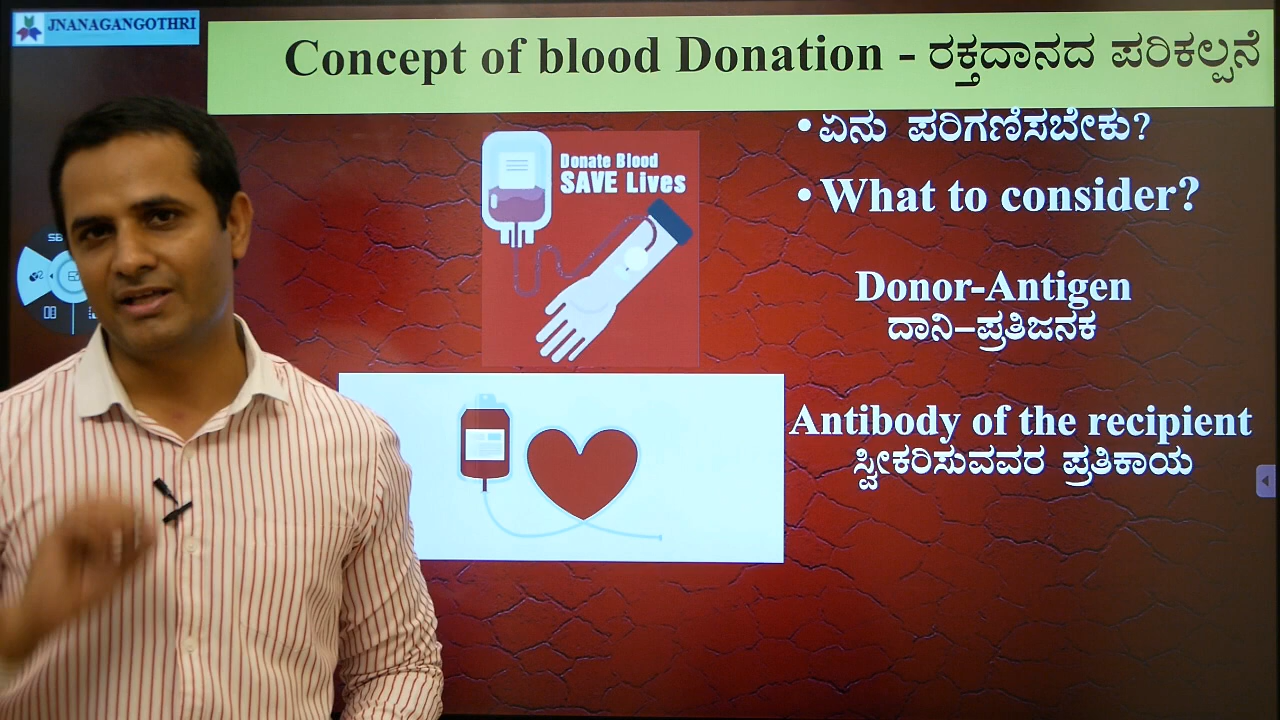 JNANAGANGOTHRI
Concept of blood Donation - ರಕ್ತದಾನದ ಪರಿಕಲ್ಪನೆ
Donate Blood
SAVE Lives
• ಏನು ಪರಿಗಣಿಸಬೇಕು?
• What to consider?
Donor-Antigen
ದಾನಿ–ಪ್ರತಿಜನಕ
Antibody of the recipient
ಸ್ವೀಕರಿಸುವವರ ಪ್ರತಿಕಾಯ